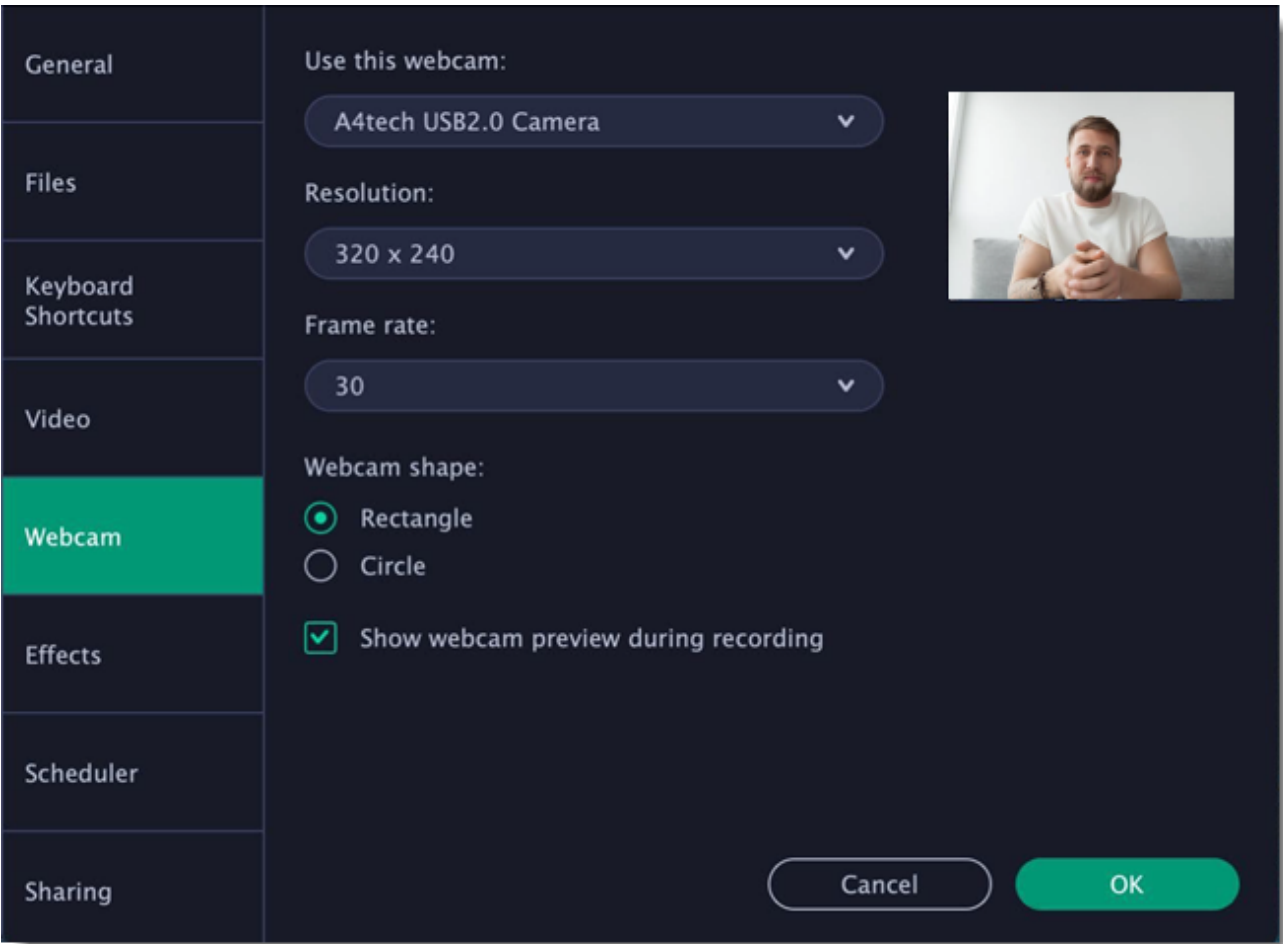 General
Files
Keyboard
Shortcuts
Video
Webcam
Effects
Scheduler
Sharing
Use this webcam:
A4tech USB2.0 Camera
Resolution:
320 x 240
Frame rate:
30
Webcam shape:
Rectangle
Circle
Show webcam preview during recording
Cancel
OK